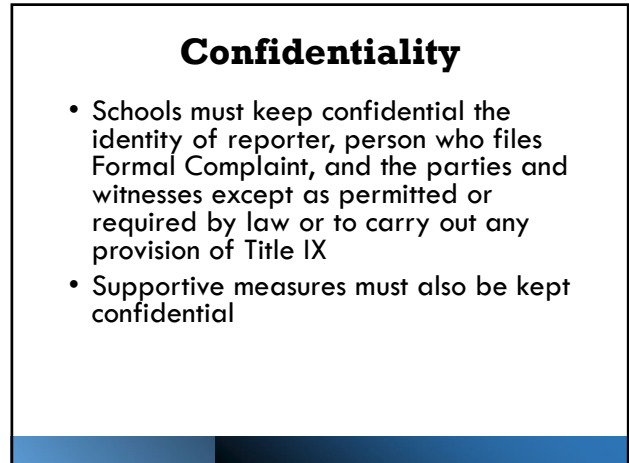 Confidentiality
• Schools must keep confidential the
identity of reporter, person who files
Formal Complaint, and the parties and
witnesses except as permitted or
required by law or to carry out any
provision of Title IX
• Supportive measures must also be kept
confidential